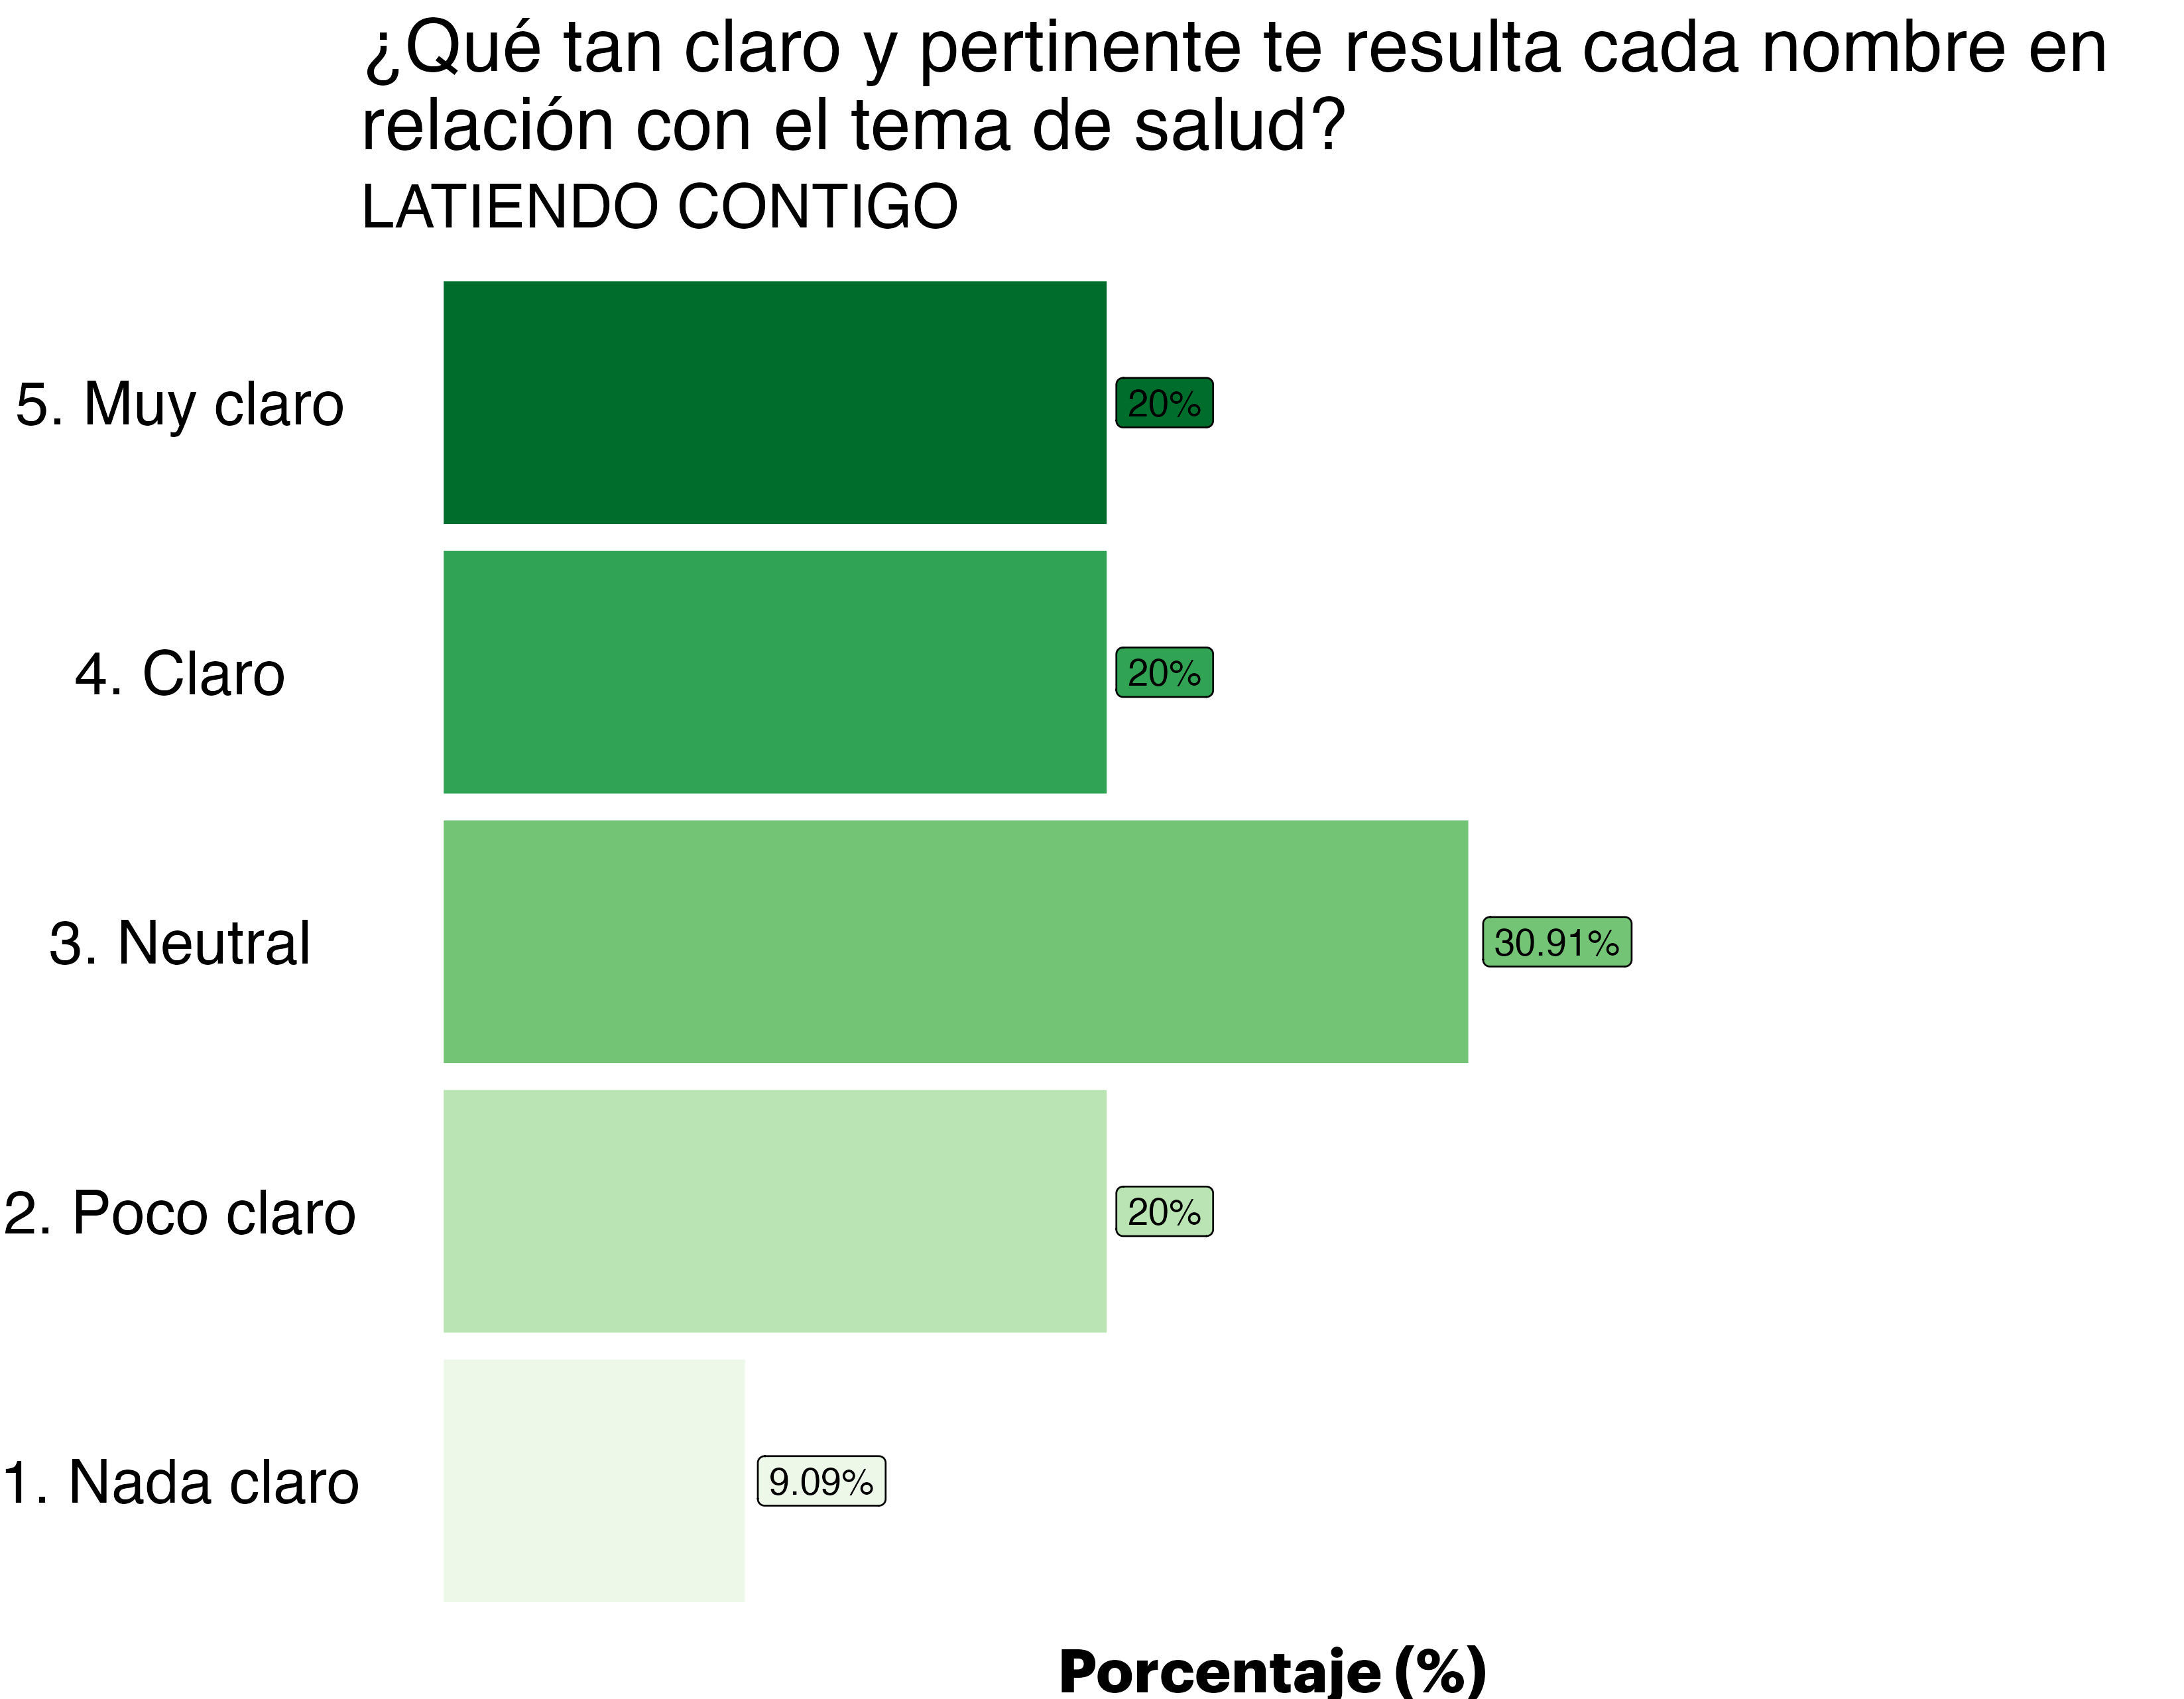 ¿Qué tan claro y pertinente te resulta cada nombre en
relación con el tema de salud?
LATIENDO CONTIGO
5. Muy claro
20%
4. Claro
20%
3. Neutral
30.91%
2. Poco claro
20%
1. Nada claro
9.09%
Porcentaje (%)